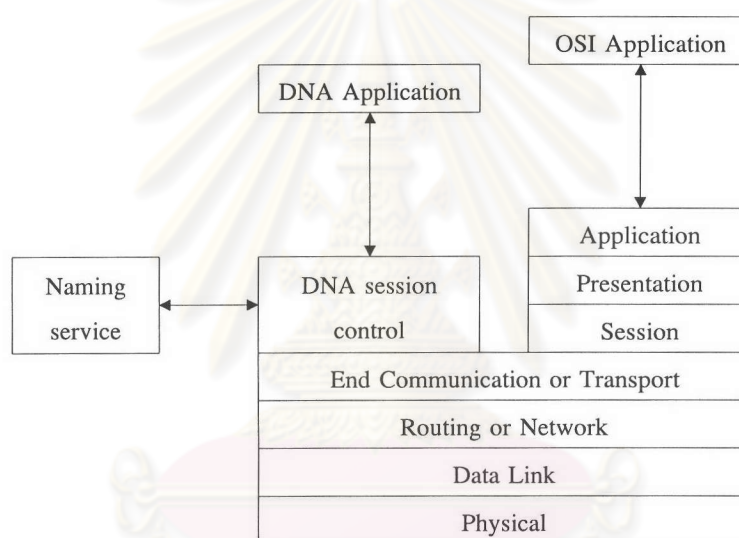 OSI Application
DNA Application
Application
Naming
service
DNA session
control
Presentation
Session
End Communication or Transport
Routing or Network
Data Link
Physical